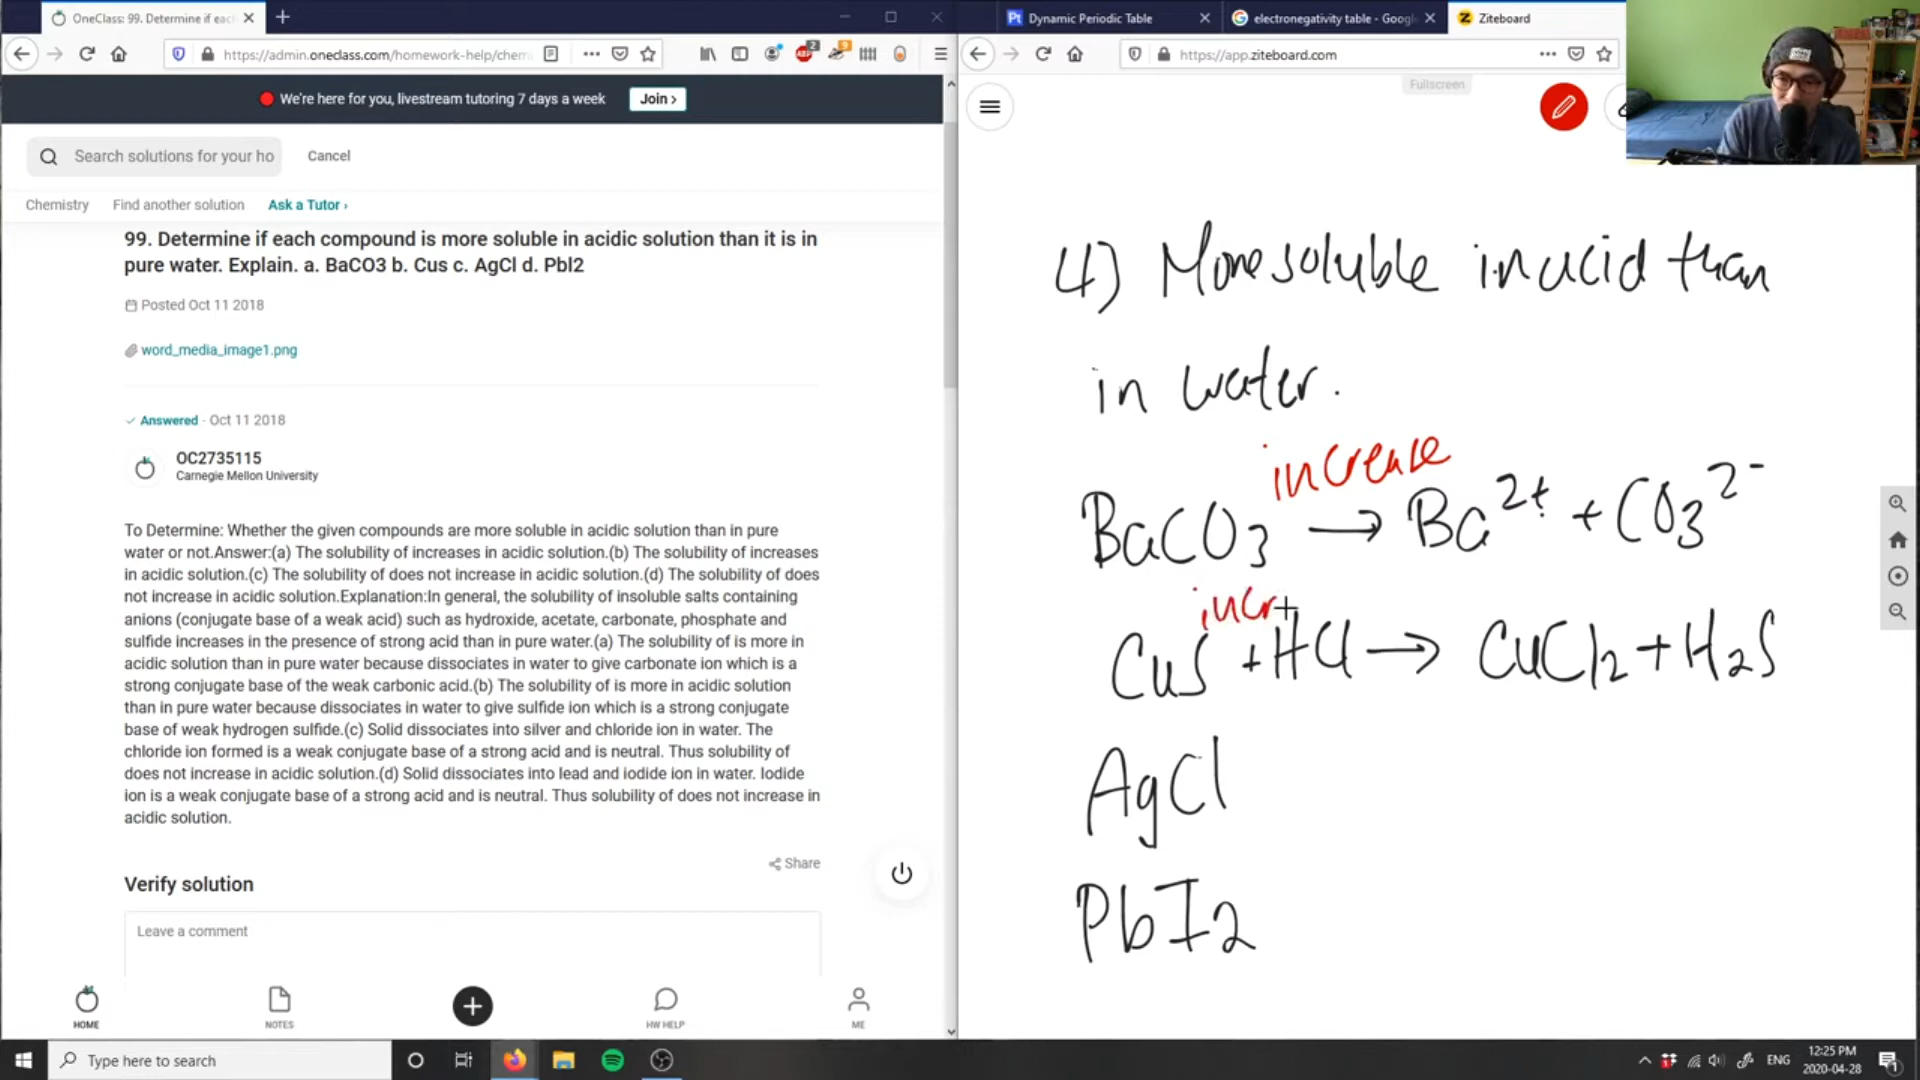 OneClass: 99. Determine if eac
https://admin.oneclass.com/homework-help/chem
2
9
We're here for you, livestream tutoring 7 days a week
Join ›
Search solutions for your ho
Cancel
Chemistry
Find another solution
Ask a Tutor ›
99. Determine if each compound is more soluble in acidic solution than it is in
pure water. Explain. a. BaCO3 b. Cus c. AgCl d. PbI2
Posted Oct 11 2018
word_media_image1.png
Answered - Oct 11 2018
OC2735115
Carnegie Mellon University
To Determine: Whether the given compounds are more soluble in acidic solution than in pure
water or not.Answer:(a) The solubility of increases in acidic solution.(b) The solubility of increases
in acidic solution.(c) The solubility of does not increase in acidic solution.(d) The solubility of does
not increase in acidic solution.Explanation:In general, the solubility of insoluble salts containing
anions (conjugate base of a weak acid) such as hydroxide, acetate, carbonate, phosphate and
sulfide increases in the presence of strong acid than in pure water.(a) The solubility of is more in
acidic solution than in pure water because dissociates in water to give carbonate ion which is a
strong conjugate base of the weak carbonic acid.(b) The solubility of is more in acidic solution
than in pure water because dissociates in water to give sulfide ion which is a strong conjugate
base of weak hydrogen sulfide.(c) Solid dissociates into silver and chloride ion in water. The
chloride ion formed is a weak conjugate base of a strong acid and is neutral. Thus solubility of
does not increase in acidic solution.(d) Solid dissociates into lead and iodide ion in water. Iodide
ion is a weak conjugate base of a strong acid and is neutral. Thus solubility of does not increase in
acidic solution.
Share
Verify solution
Leave a comment
HOME
NOTES
HW HELP
ME
Pt Dynamic Periodic Table
electronegativity table - Googl
Ziteboard
https://app.ziteboard.com
Fullscreen
4) More soluble in acid than
in water.
increase
BaCO3 → Ba2+ + CO3 2-
incr
CuS + HCl → CuCl2 + H2S
AgCl
PbI2
Type here to search
ENG
12:25 PM
2020-04-28
1